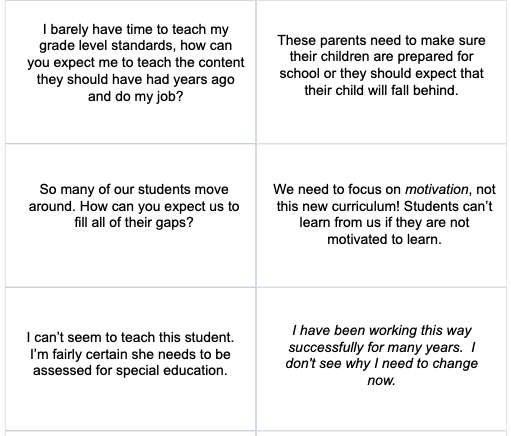 I barely have time to teach my
grade level standards, how can
you expect me to teach the content
they should have had years ago
and do my job?
These parents need to make sure
their children are prepared for
school or they should expect that
their child will fall behind.
So many of our students move
around. How can you expect us to
fill all of their gaps?
We need to focus on motivation, not
this new curriculum! Students can’t
learn from us if they are not
motivated to learn.
I can’t seem to teach this student.
I’m fairly certain she needs to be
assessed for special education.
I have been working this way
successfully for many years.  I
don't see why I need to change
now.